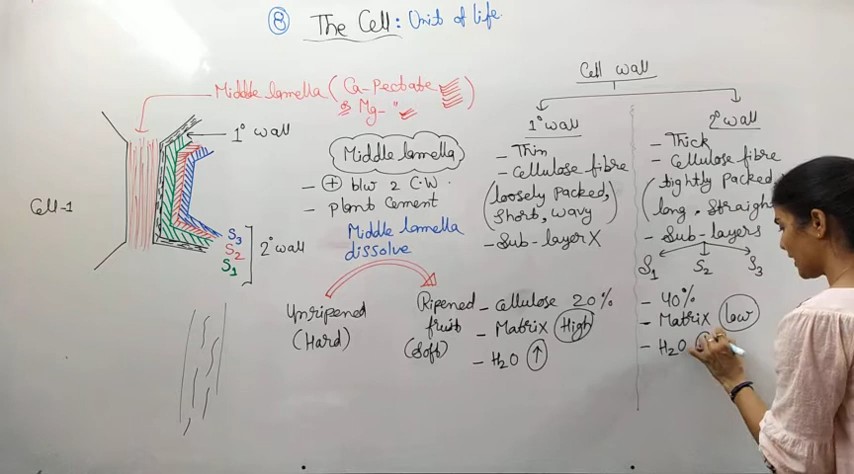 ⑧ The Cell: Unit of life.
Middle lamella (Ca-Pectate
& Mg- "
1° wall
Cell-1
S3
S2
S1
2° wall
Middle lamella
- (+) b/w 2 C.W.
- Plant Cement
Middle lamella
dissolve
Unripened
(Hard)
Ripened
fruit
(Soft)
Cell wall
1° wall
- Thin
- Cellulose fibre
(loosely Packed,
Short, wavy)
- Sub-layer X
- Cellulose 20%
- Matrix High
- H₂O ↑
2° wall
- Thick
- Cellulose fibre
(tightly Packed
long, Straight
- Sub-layers
S1 S2 S3
- 40%
- Matrix low
- H₂O